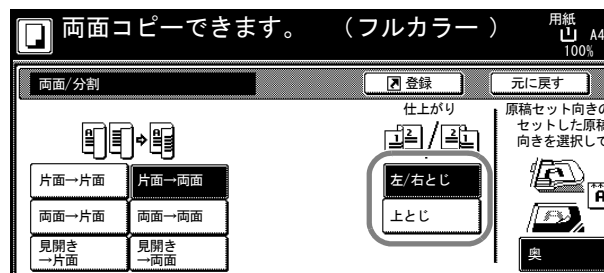 両面コピーできます。 （フルカラー ）
用紙
A4
100%
両面/分割
登録
元に戻す
仕上がり
1 2 / 2 1
左/右とじ
上とじ
片面→片面
片面→両面
両面→片面
両面→両面
見開き
→片面
見開き
→両面
原稿セット向きの
セットした原稿
向きを選択して
奥